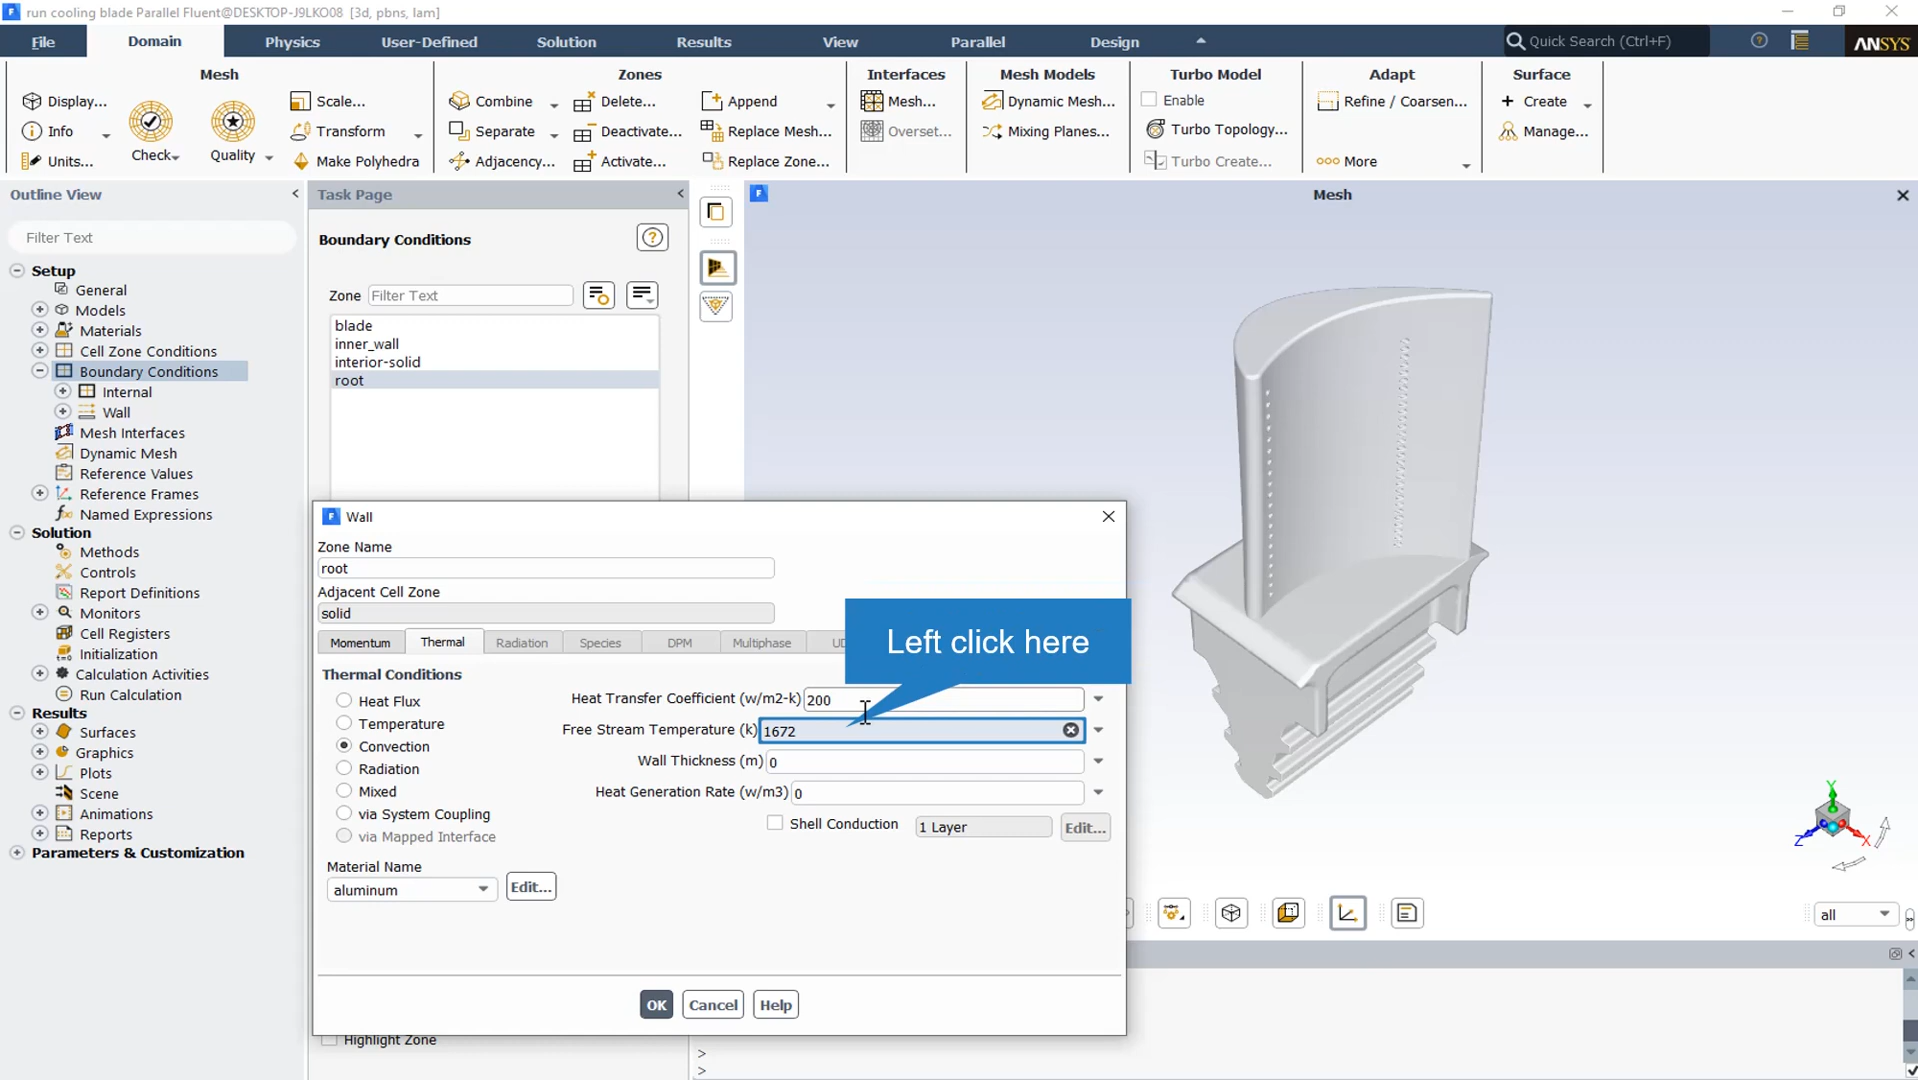 run cooling blade Parallel Fluent@DESKTOP-J9LKO08 [3d, pbns, lam]
File
Domain
Physics
User-Defined
Solution
Results
View
Parallel
Design
Quick Search (Ctrl+F)
ANSYS
Mesh
Display...
Info
Units...
Check
Quality
Scale...
Transform
Make Polyhedra
Zones
Combine
Separate
Adjacency...
Delete...
Deactivate...
Activate...
Append
Replace Mesh...
Replace Zone...
Interfaces
Mesh...
Overset...
Mesh Models
Dynamic Mesh...
Mixing Planes...
Turbo Model
Enable
Turbo Topology...
Turbo Create...
Adapt
Refine / Coarsen...
More
Surface
Create
Manage...
Outline View
Filter Text
Setup
General
Models
Materials
Cell Zone Conditions
Boundary Conditions
Internal
Wall
Mesh Interfaces
Dynamic Mesh
Reference Values
Reference Frames
Named Expressions
Solution
Methods
Controls
Report Definitions
Monitors
Cell Registers
Initialization
Calculation Activities
Run Calculation
Results
Surfaces
Graphics
Plots
Scene
Animations
Reports
Parameters & Customization
Task Page
Boundary Conditions
Zone
Filter Text
blade
inner_wall
interior-solid
root
Highlight Zone
Mesh
Y
Z
X
all
Wall
Zone Name
root
Adjacent Cell Zone
solid
Momentum
Thermal
Radiation
Species
DPM
Multiphase
UD
Left click here
Thermal Conditions
Heat Flux
Temperature
Convection
Radiation
Mixed
via System Coupling
via Mapped Interface
Heat Transfer Coefficient (w/m2-k) 200
Free Stream Temperature (k) 1672
Wall Thickness (m) 0
Heat Generation Rate (w/m3) 0
Shell Conduction
1 Layer
Edit...
Material Name
aluminum
Edit...
OK
Cancel
Help
>
>